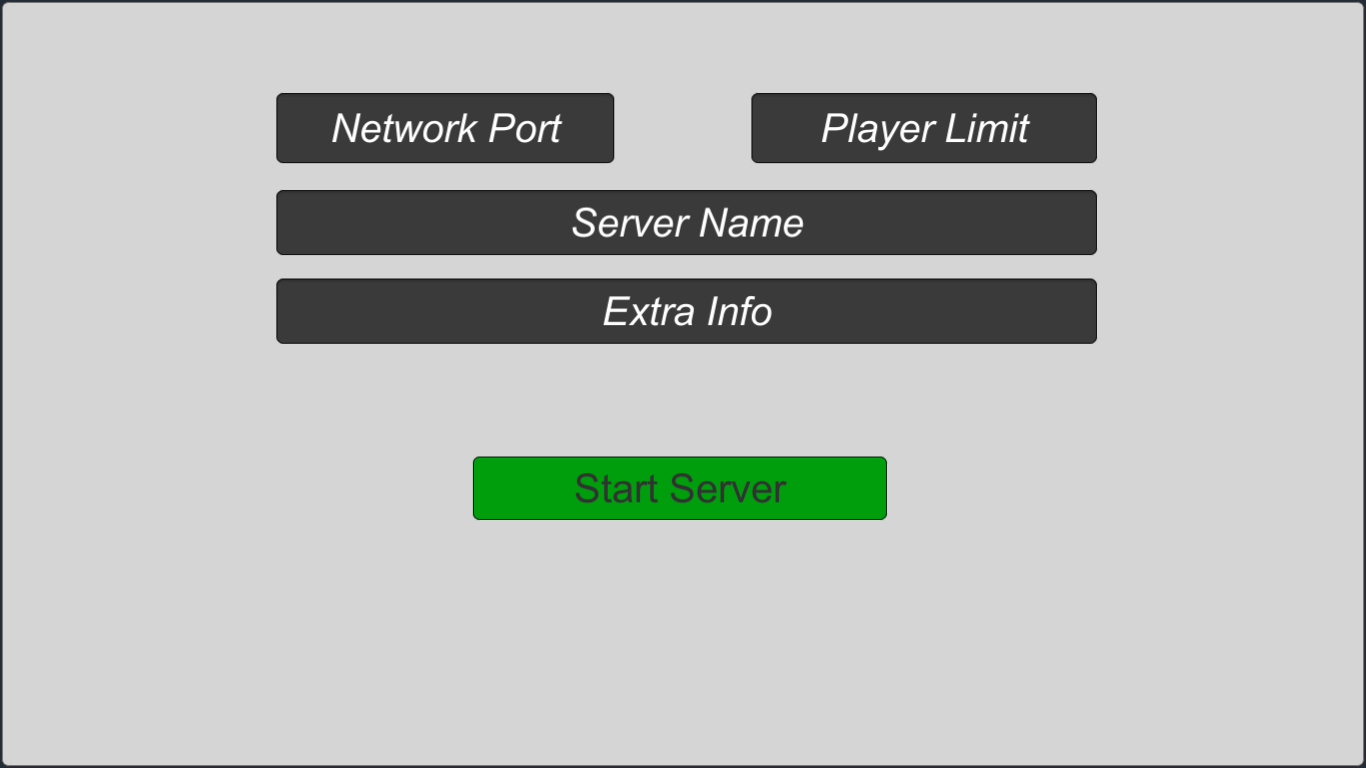 Network Port
Player Limit
Server Name
Extra Info
Start Server